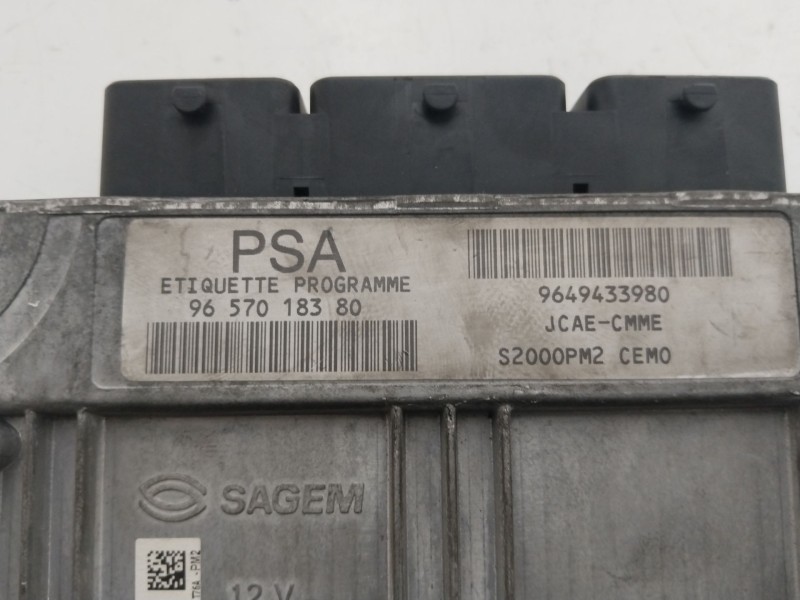 PSA
ETIQUETTE PROGRAMME
96 570 183 80
9649433980
JCAE-CMME
S2000PM2 CEMO
SAGEM
12 V